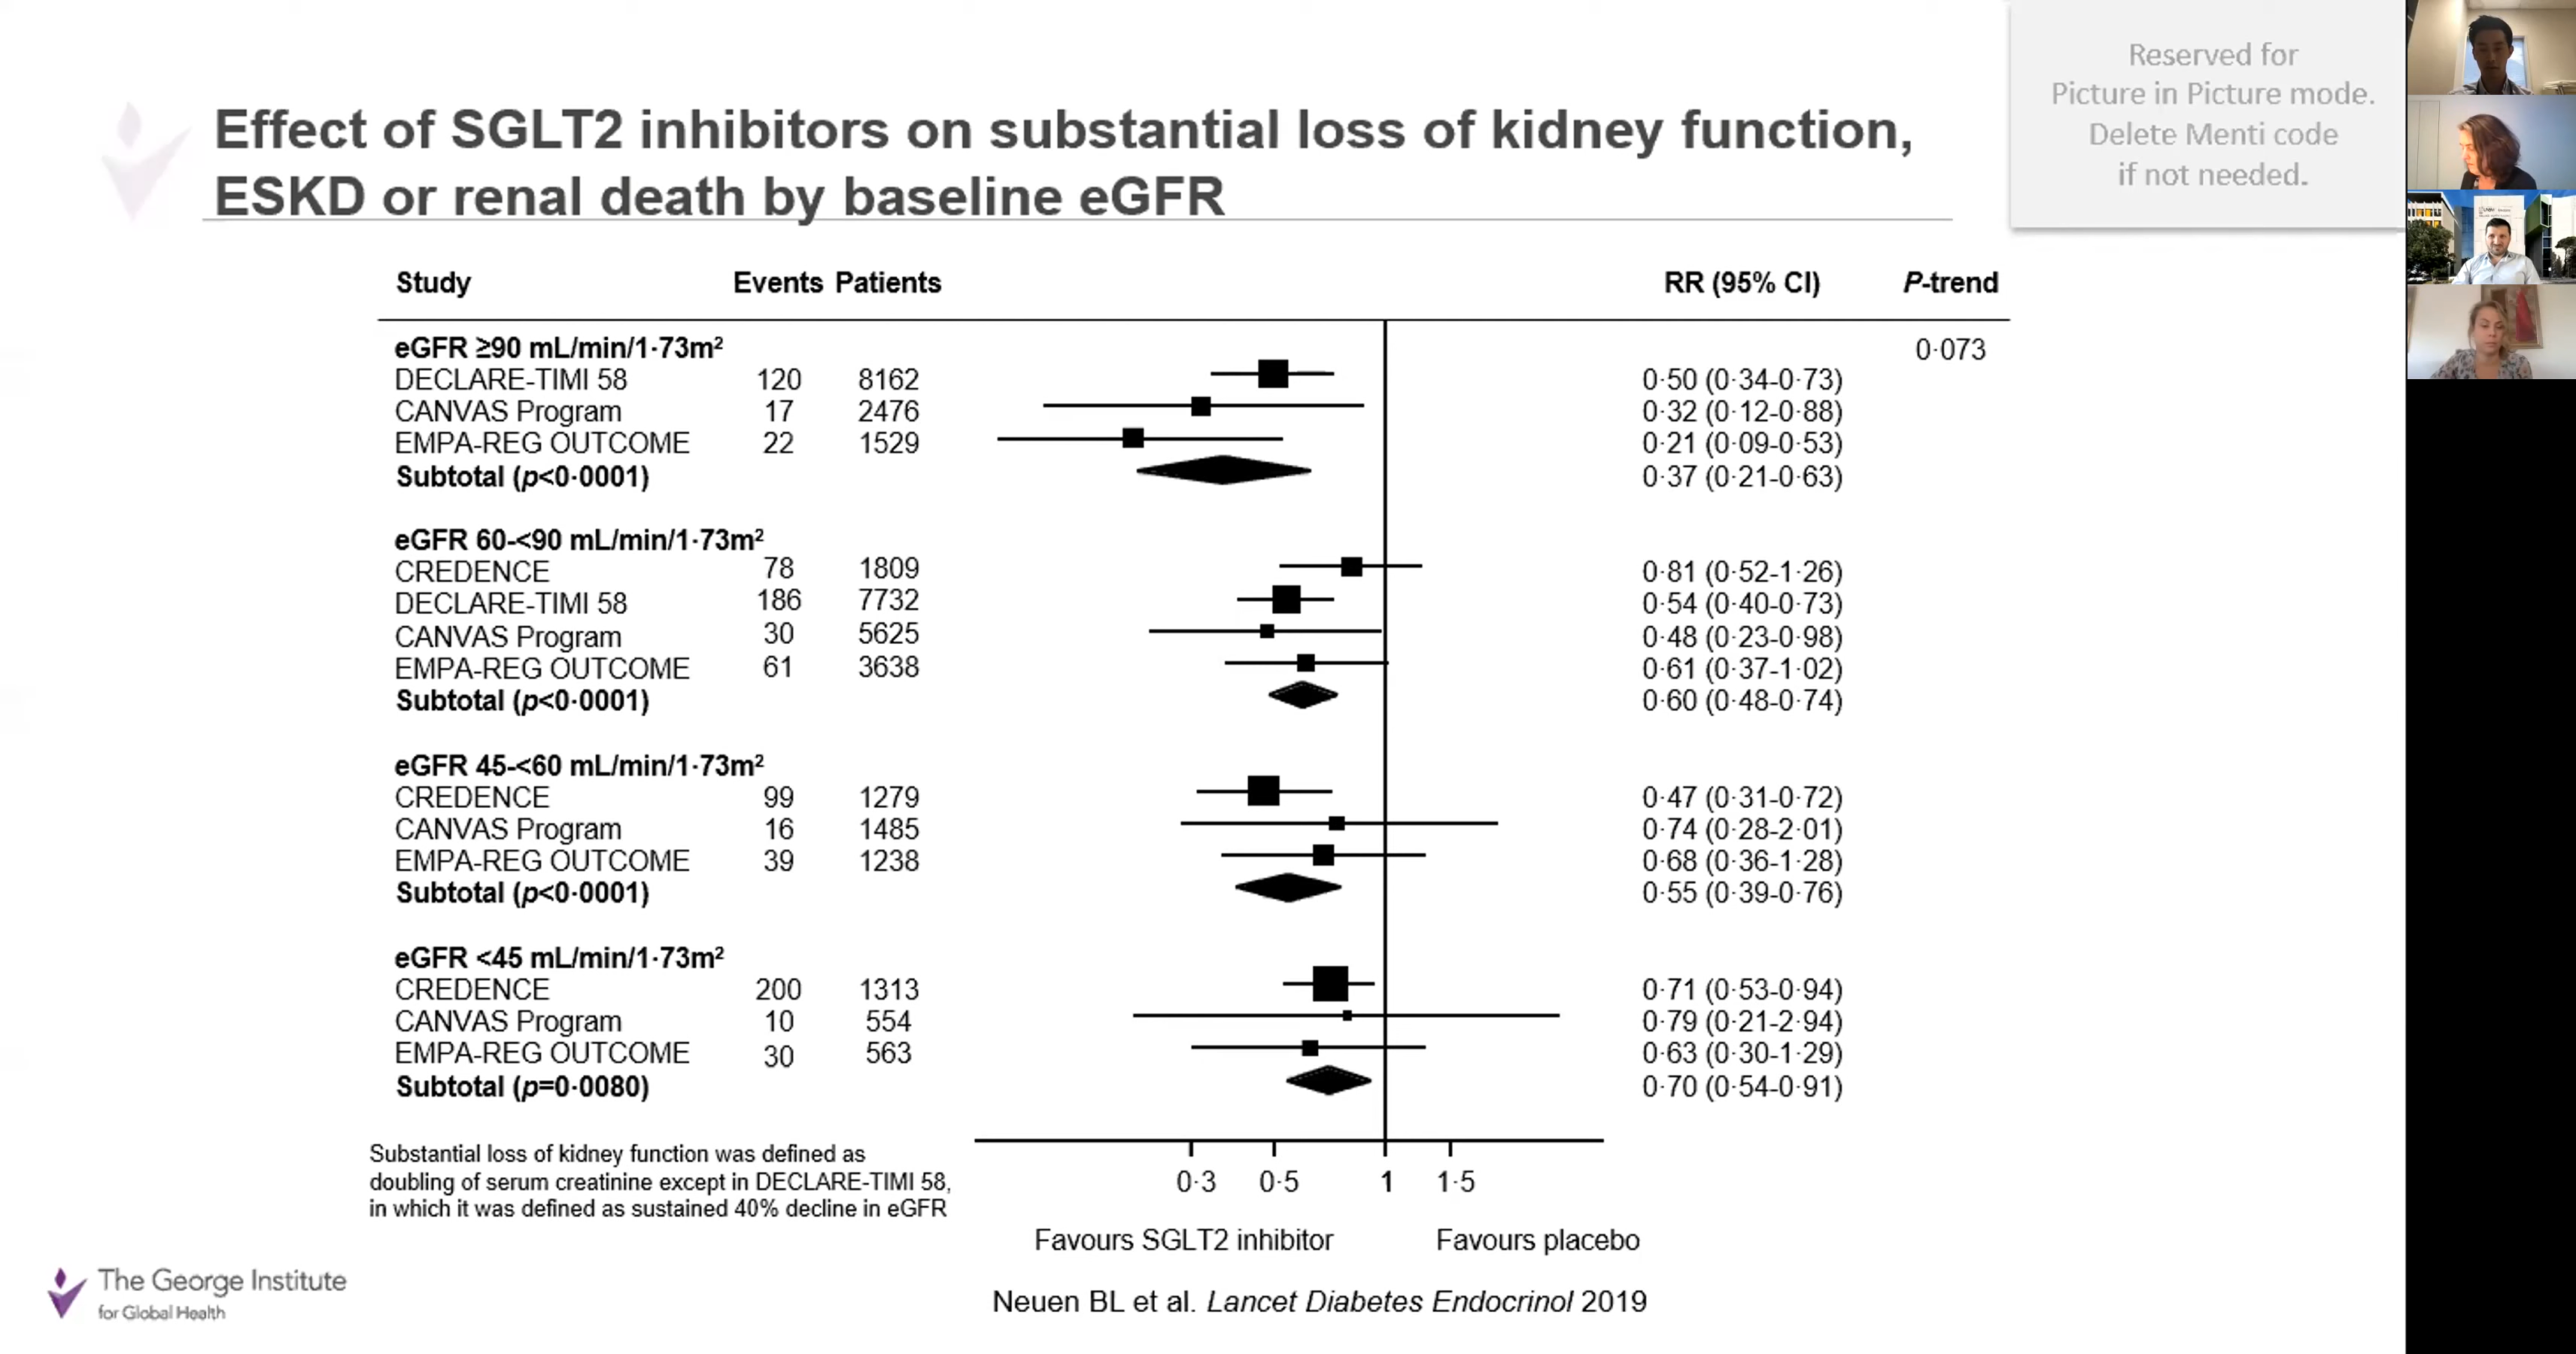 Reserved for
Picture in Picture mode.
Delete Menti code
if not needed.
Effect of SGLT2 inhibitors on substantial loss of kidney function,
ESKD or renal death by baseline eGFR
Study Events Patients RR (95% CI) P-trend
eGFR ≥90 mL/min/1·73m² 0·073
DECLARE-TIMI 58 120 8162 0·50 (0·34-0·73)
CANVAS Program 17 2476 0·32 (0·12-0·88)
EMPA-REG OUTCOME 22 1529 0·21 (0·09-0·53)
Subtotal (p<0·0001) 0·37 (0·21-0·63)
eGFR 60-<90 mL/min/1·73m²
CREDENCE 78 1809 0·81 (0·52-1·26)
DECLARE-TIMI 58 186 7732 0·54 (0·40-0·73)
CANVAS Program 30 5625 0·48 (0·23-0·98)
EMPA-REG OUTCOME 61 3638 0·61 (0·37-1·02)
Subtotal (p<0·0001) 0·60 (0·48-0·74)
eGFR 45-<60 mL/min/1·73m²
CREDENCE 99 1279 0·47 (0·31-0·72)
CANVAS Program 16 1485 0·74 (0·28-2·01)
EMPA-REG OUTCOME 39 1238 0·68 (0·36-1·28)
Subtotal (p<0·0001) 0·55 (0·39-0·76)
eGFR <45 mL/min/1·73m²
CREDENCE 200 1313 0·71 (0·53-0·94)
CANVAS Program 10 554 0·79 (0·21-2·94)
EMPA-REG OUTCOME 30 563 0·63 (0·30-1·29)
Subtotal (p=0·0080) 0·70 (0·54-0·91)
0·3 0·5 1 1·5
Favours SGLT2 inhibitor Favours placebo
Substantial loss of kidney function was defined as
doubling of serum creatinine except in DECLARE-TIMI 58,
in which it was defined as sustained 40% decline in eGFR
The George Institute
for Global Health
Neuen BL et al. Lancet Diabetes Endocrinol 2019